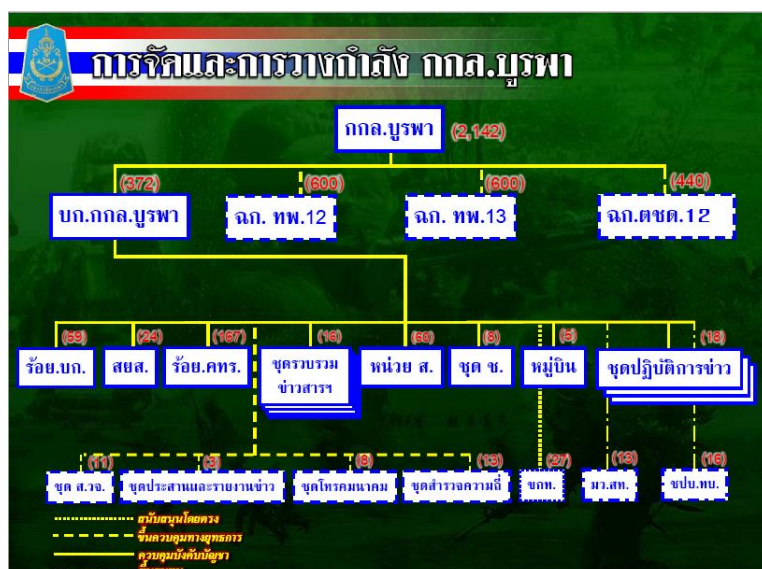 การจัดและการวางกำลัง กกล.บูรพา
กกล.บูรพา (2,142)
(372) (600) (600) (440)
บก.กกล.บูรพา ฉก. ทพ.12 ฉก. ทพ.13 ฉก.ตชด.12
(59) (24) (167) (16) (60) (8) (5) (18)
ร้อย.บก. สยส. ร้อย.คทร. ชุดรวบรวม หน่วย ส. ชุด ช. หมู่บิน ชุดปฏิบัติการข่าว
ข่าวสารฯ
(11) (3) (8) (13) (27) (13) (16)
ชุด ส.วจ. ชุดประสานและรายงานข่าว ชุดโทรคมนาคม ชุดสำรวจความถี่ ขกท. มว.สห. ชปบ.ทบ.
สนับสนุนโดยตรง
ขึ้นควบคุมทางยุทธการ
ควบคุมบังคับบัญชา